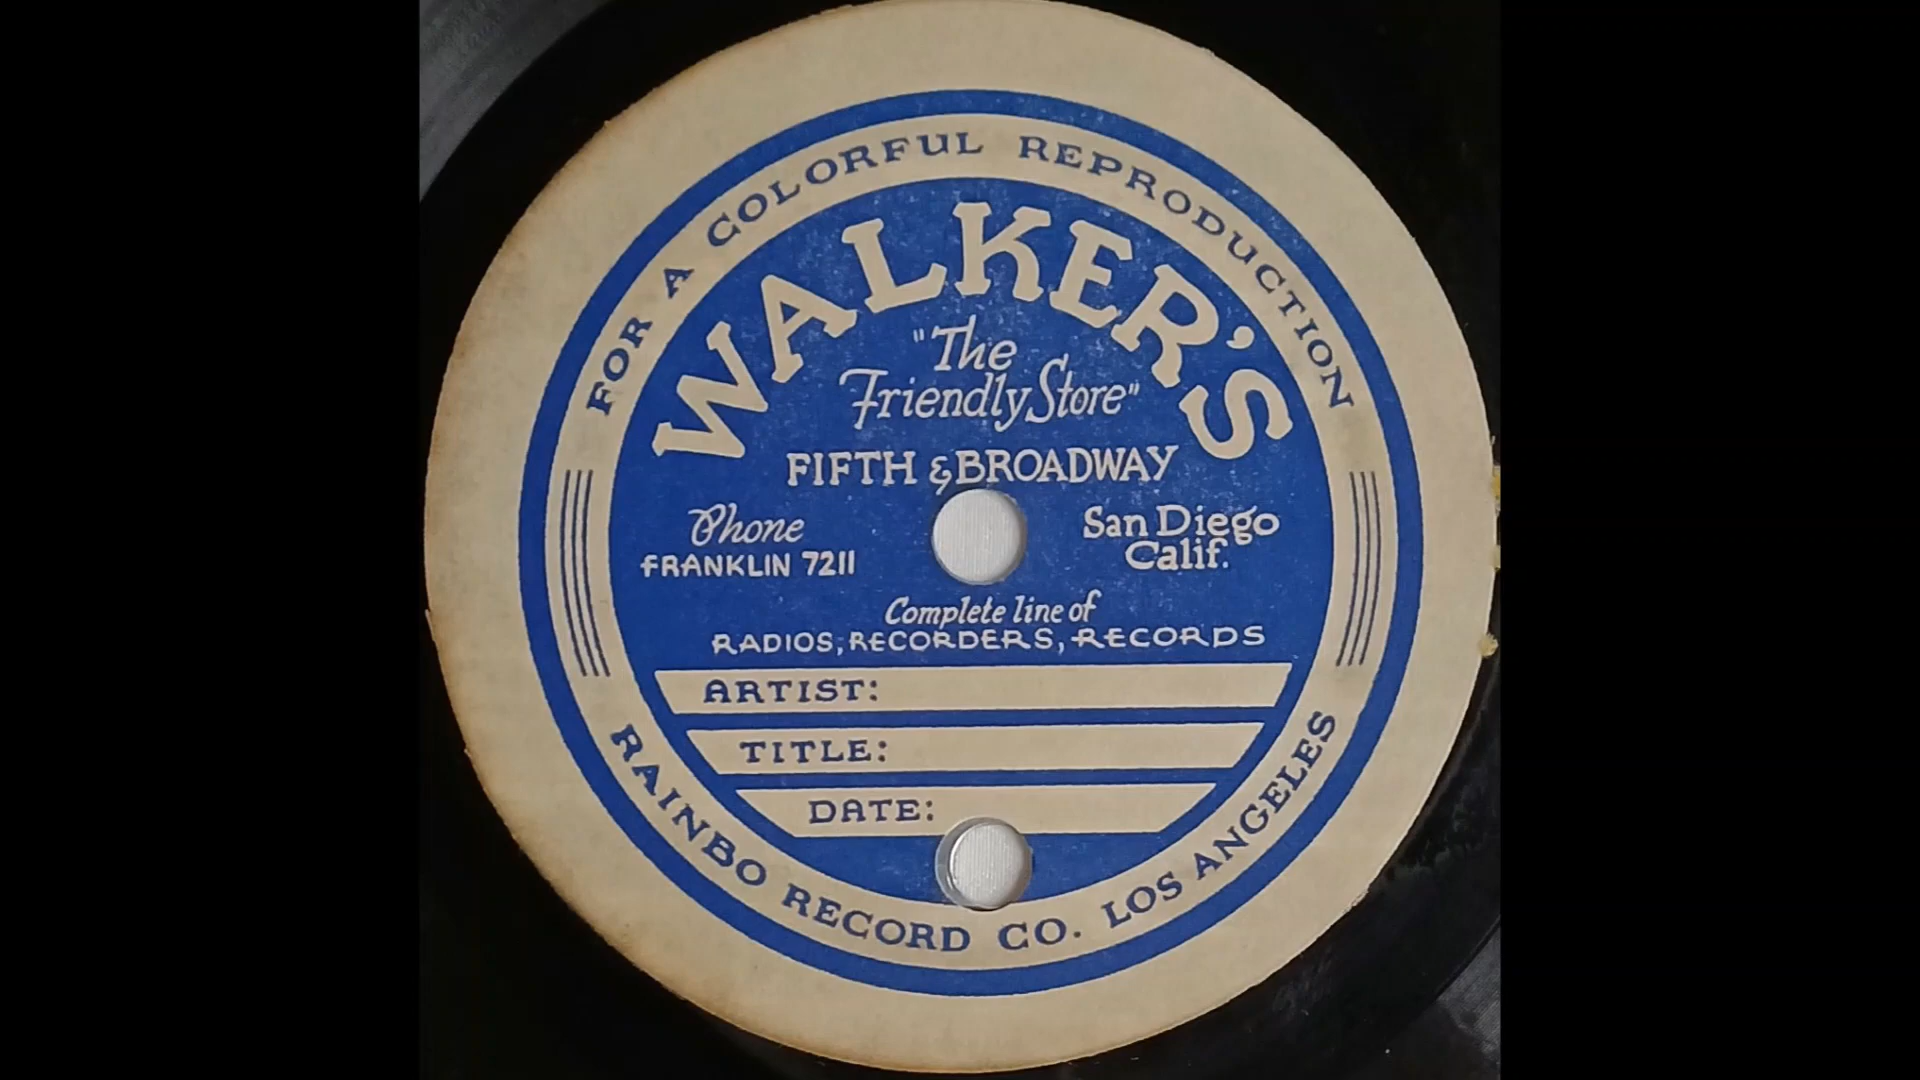 FOR A COLORFUL REPRODUCTION
WALKER'S
"The
Friendly Store"
FIFTH & BROADWAY
Phone
FRANKLIN 7211
San Diego
Calif.
Complete line of
RADIOS, RECORDERS, RECORDS
ARTIST:
TITLE:
DATE:
RAINBO RECORD CO. LOS ANGELES